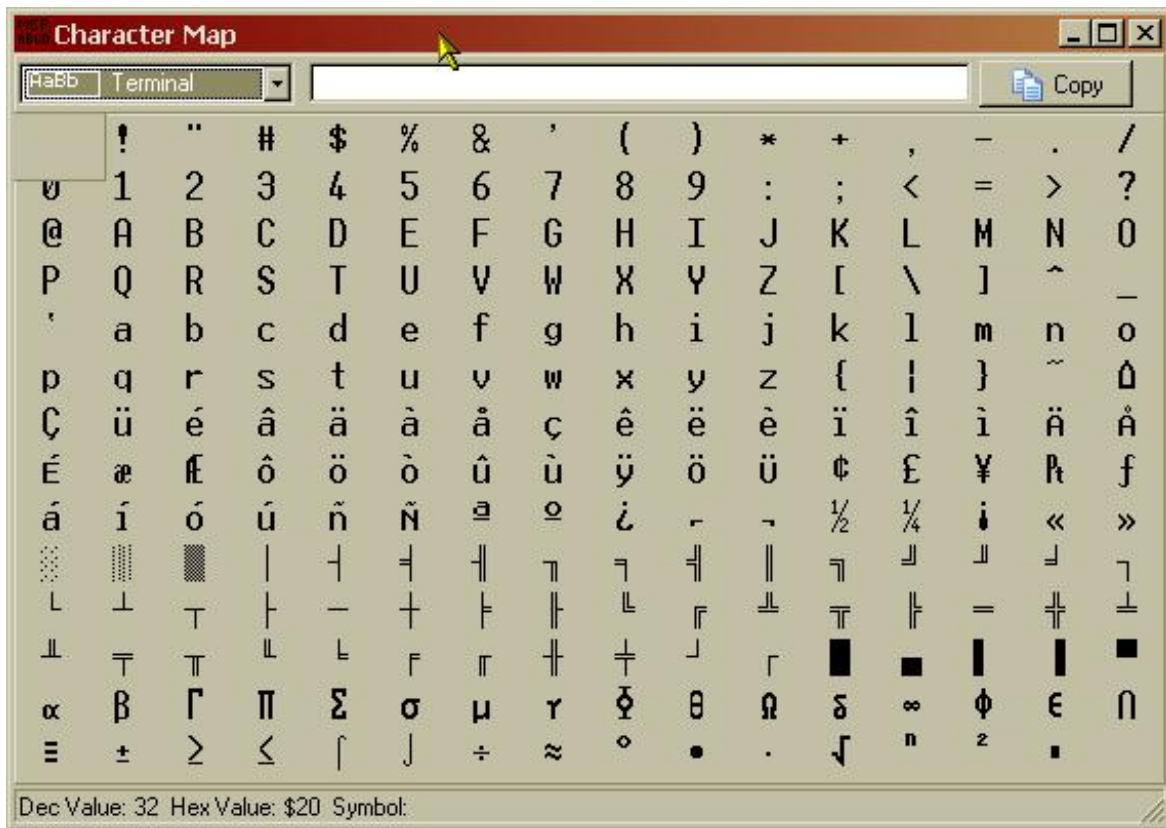 Character Map
AaBb Terminal Copy
! " # $ % & ' ( ) * + , - . /
0 1 2 3 4 5 6 7 8 9 : ; < = > ?
@ A B C D E F G H I J K L M N O
P Q R S T U V W X Y Z [ \ ] ^ _
` a b c d e f g h i j k l m n o
p q r s t u v w x y z { ¦ } ~ ⌂
Ç ü é â ä à å ç ê ë è ï î ì Ä Å
É æ Æ ô ö ò û ù ÿ Ö Ü ¢ £ ¥ ₧ ƒ
á í ó ú ñ Ñ ª º ¿ ⌐ ¬ ½ ¼ ¡ « »
░ ▒ ▓ │ ┤ ╡ ╢ ╖ ╕ ╣ ║ ╗ ╝ ╜ ╛ ┐
└ ┴ ┬ ├ ─ ┼ ╞ ╟ ╚ ╔ ╩ ╦ ╠ ═ ╬ ╧
╨ ╤ ╥ ╙ ╘ ╒ ╓ ╫ ╪ ┘ ┌ █ ▄ ▌ ▐ ▀
α β Γ Π Σ σ µ ϒ Φ θ Ω δ ∞ φ ε ∩
≡ ± ≥ ≤ ⌠ ⌡ ÷ ≈ ° • · √ ⁿ ² ■
Dec Value: 32 Hex Value: $20 Symbol: